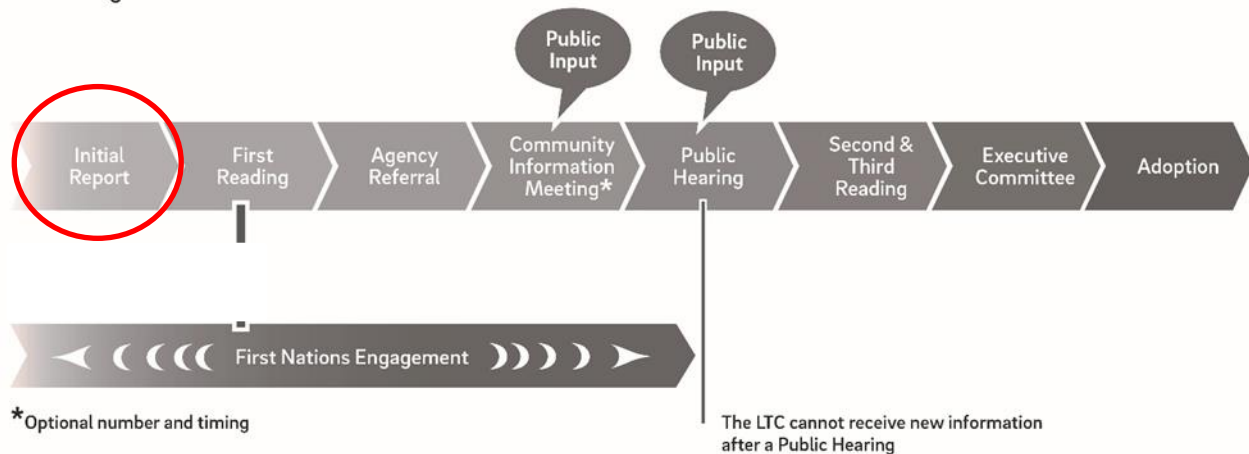 Public
Input
Public
Input
Initial
Report
First
Reading
Agency
Referral
Community
Information
Meeting*
Public
Hearing
Second &
Third
Reading
Executive
Committee
Adoption
First Nations Engagement
*Optional number and timing
The LTC cannot receive new information
after a Public Hearing